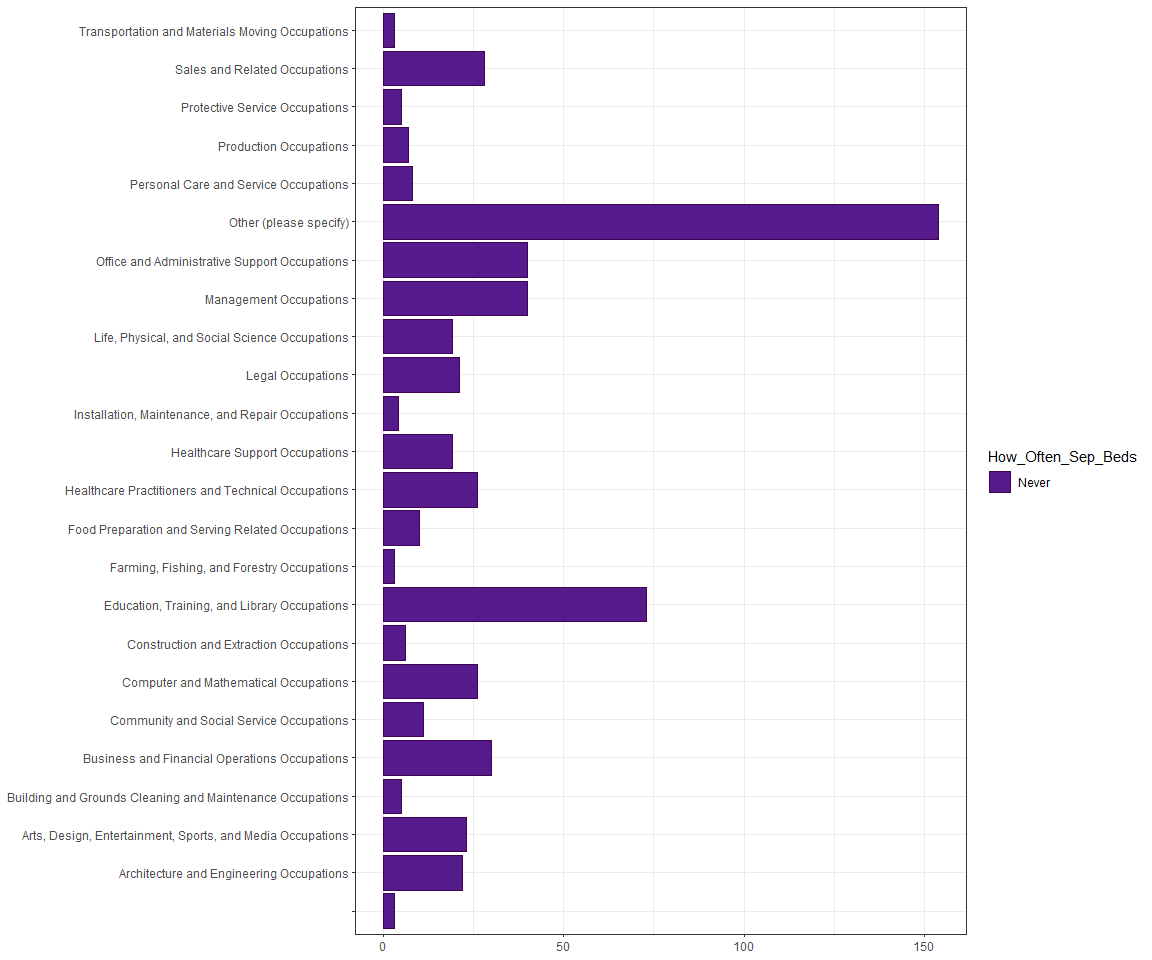 Transportation and Materials Moving Occupations
Sales and Related Occupations
Protective Service Occupations
Production Occupations
Personal Care and Service Occupations
Other (please specify)
Office and Administrative Support Occupations
Management Occupations
Life, Physical, and Social Science Occupations
Legal Occupations
Installation, Maintenance, and Repair Occupations
Healthcare Support Occupations
Healthcare Practitioners and Technical Occupations
Food Preparation and Serving Related Occupations
Farming, Fishing, and Forestry Occupations
Education, Training, and Library Occupations
Construction and Extraction Occupations
Computer and Mathematical Occupations
Community and Social Service Occupations
Business and Financial Operations Occupations
Building and Grounds Cleaning and Maintenance Occupations
Arts, Design, Entertainment, Sports, and Media Occupations
Architecture and Engineering Occupations
0 50 100 150
How_Often_Sep_Beds
Never